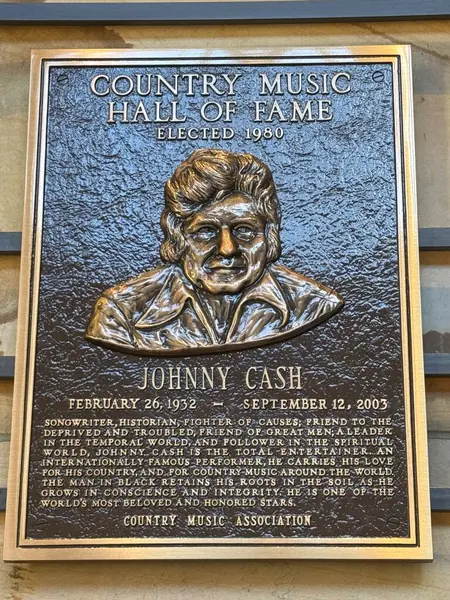 COUNTRY MUSIC
HALL OF FAME
ELECTED 1980
JOHNNY CASH
FEBRUARY 26, 1932 – SEPTEMBER 12, 2003
SONGWRITER, HISTORIAN, FIGHTER OF CAUSES; FRIEND TO THE
DEPRIVED AND TROUBLED, FRIEND OF GREAT MEN; A LEADER
IN THE TEMPORAL WORLD, AND FOLLOWER IN THE SPIRITUAL
WORLD, JOHNNY CASH IS THE TOTAL ENTERTAINER. AN
INTERNATIONALLY FAMOUS PERFORMER, HE CARRIES HIS LOVE
FOR HIS COUNTRY, AND FOR COUNTRY MUSIC AROUND THE WORLD.
THE MAN IN BLACK RETAINS HIS ROOTS IN THE SOIL AS HE
GROWS IN CONSCIENCE AND INTEGRITY. HE IS ONE OF THE
WORLD'S MOST BELOVED AND HONORED STARS.
COUNTRY MUSIC ASSOCIATION